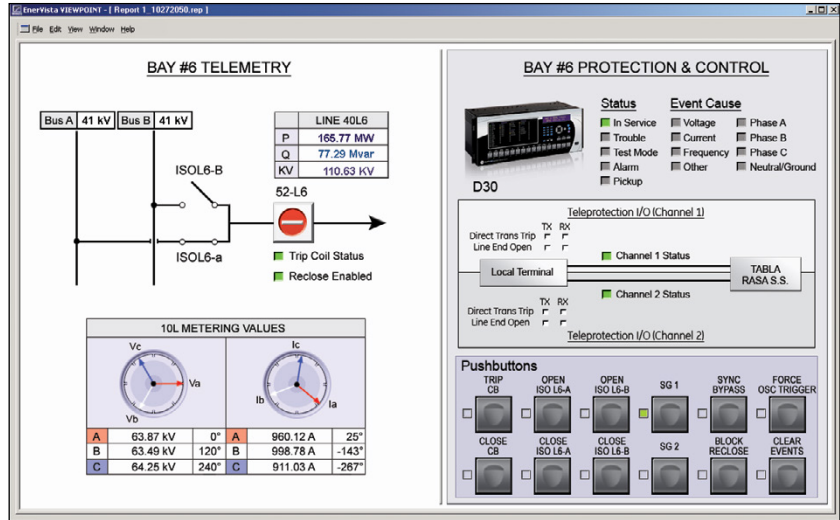 EnerVista VIEWPOINT - [ Report 1_10272050.rep ]
File Edit View Window Help
BAY #6 TELEMETRY
Bus A 41 kV Bus B 41 kV
LINE 40L6
P 165.77 MW
Q 77.29 Mvar
KV 110.63 KV
ISOL6-B
52-L6
ISOL6-a
Trip Coil Status
Reclose Enabled
10L METERING VALUES
Vc
Va
Vb
Ic
Ib
Ia
A 63.87 kV 0° A 960.12 A 25°
B 63.49 kV 120° B 998.78 A -143°
C 64.25 kV 240° C 911.03 A -267°
BAY #6 PROTECTION & CONTROL
D30
Status Event Cause
In Service Voltage Phase A
Trouble Current Phase B
Test Mode Frequency Phase C
Alarm Other Neutral/Ground
Pickup
Teleprotection I/O (Channel 1)
TX RX
Direct Trans Trip
Line End Open
Channel 1 Status
Local Terminal
TABLA
RASA S.S.
Channel 2 Status
TX RX
Direct Trans Trip
Line End Open
Teleprotection I/O (Channel 2)
Pushbuttons
TRIP CB
OPEN ISO L6-A
OPEN ISO L6-B
SG 1
SYNC BYPASS
FORCE OSC TRIGGER
CLOSE CB
CLOSE ISO L6-A
CLOSE ISO L6-B
SG 2
BLOCK RECLOSE
CLEAR EVENTS